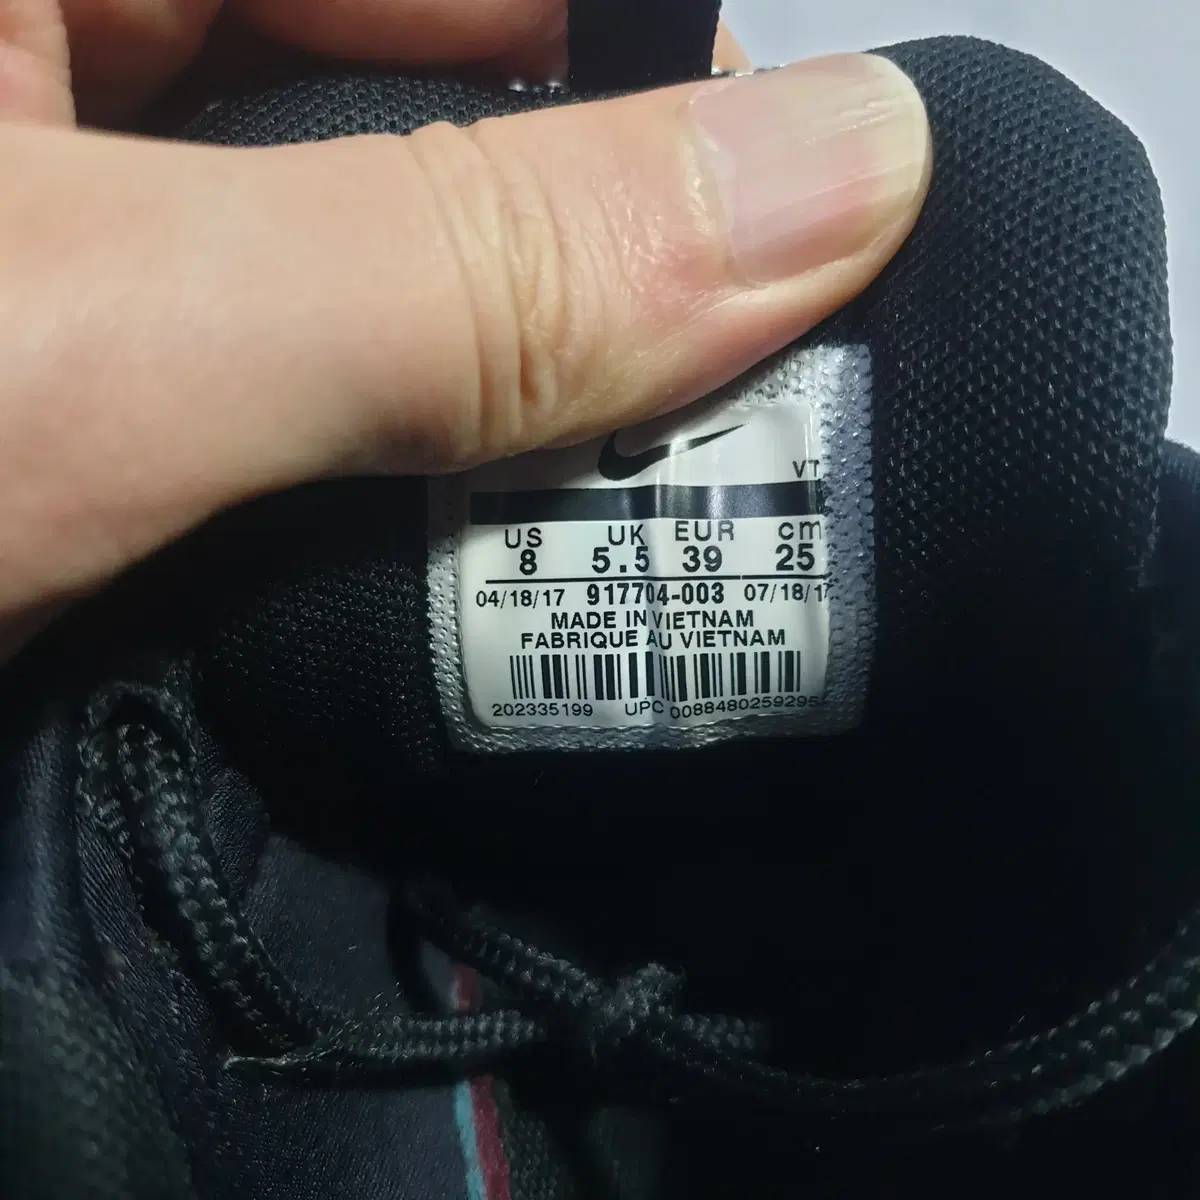 VT
US UK EUR cm
8 5.5 39 25
04/18/17 917704-003 07/18/17
MADE IN VIETNAM
FABRIQUE AU VIETNAM
202335199 UPC